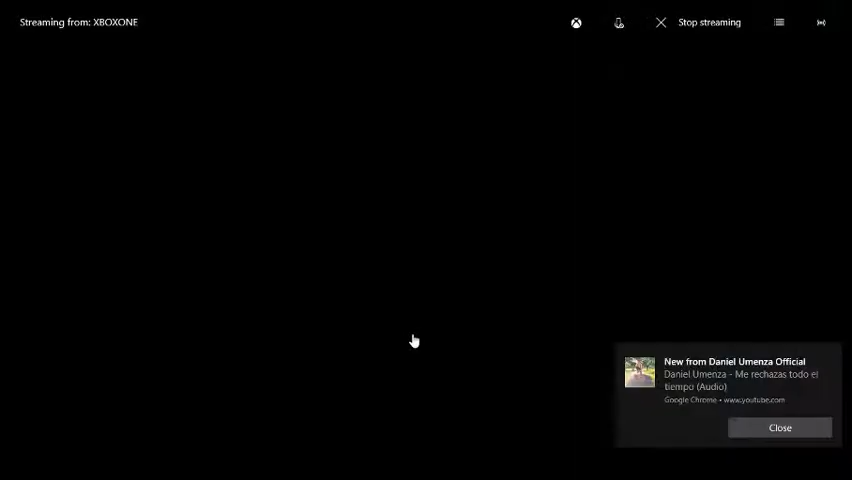 Streaming from: XBOXONE
Stop streaming
New from Daniel Umenza Official
Daniel Umenza - Me rechazas todo el
tiempo (Audio)
Google Chrome • www.youtube.com
Close